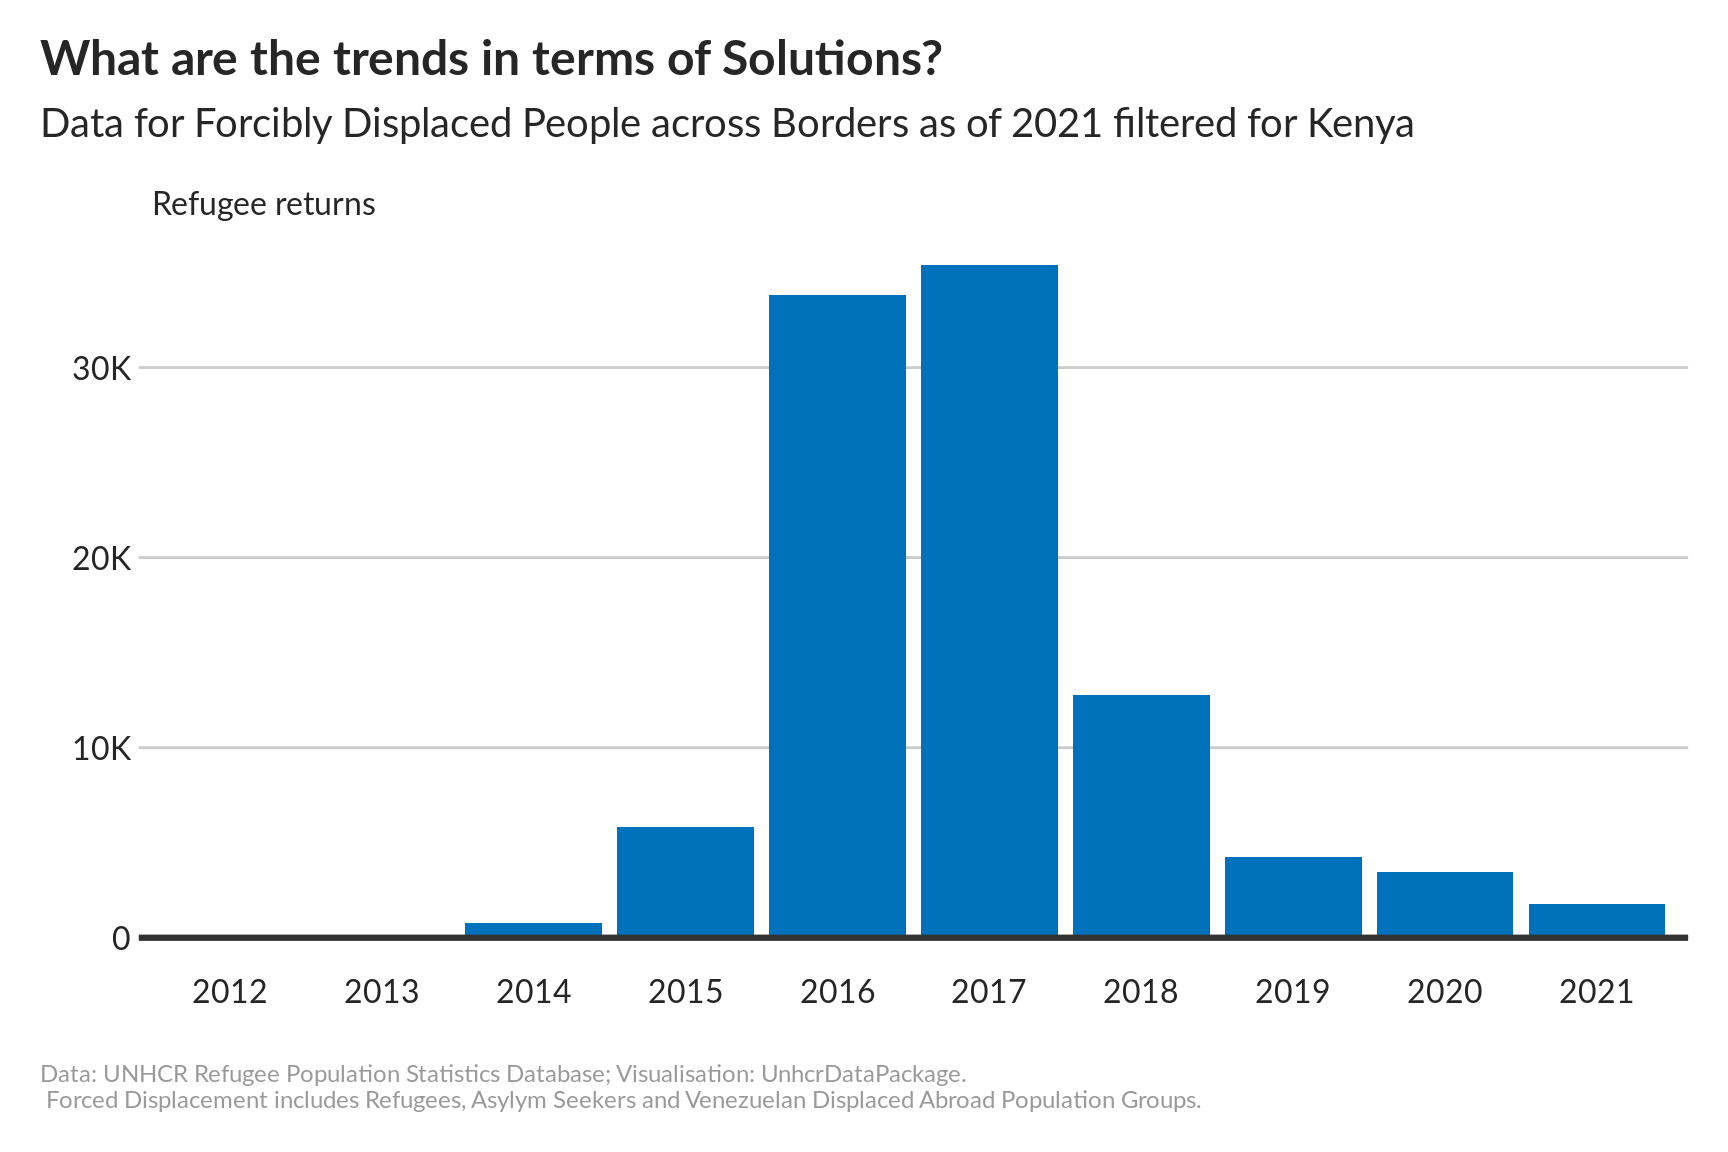 What are the trends in terms of Solutions?
Data for Forcibly Displaced People across Borders as of 2021 filtered for Kenya
Refugee returns
30K
20K
10K
0
2012 2013 2014 2015 2016 2017 2018 2019 2020 2021
Data: UNHCR Refugee Population Statistics Database; Visualisation: UnhcrDataPackage.
Forced Displacement includes Refugees, Asylym Seekers and Venezuelan Displaced Abroad Population Groups.